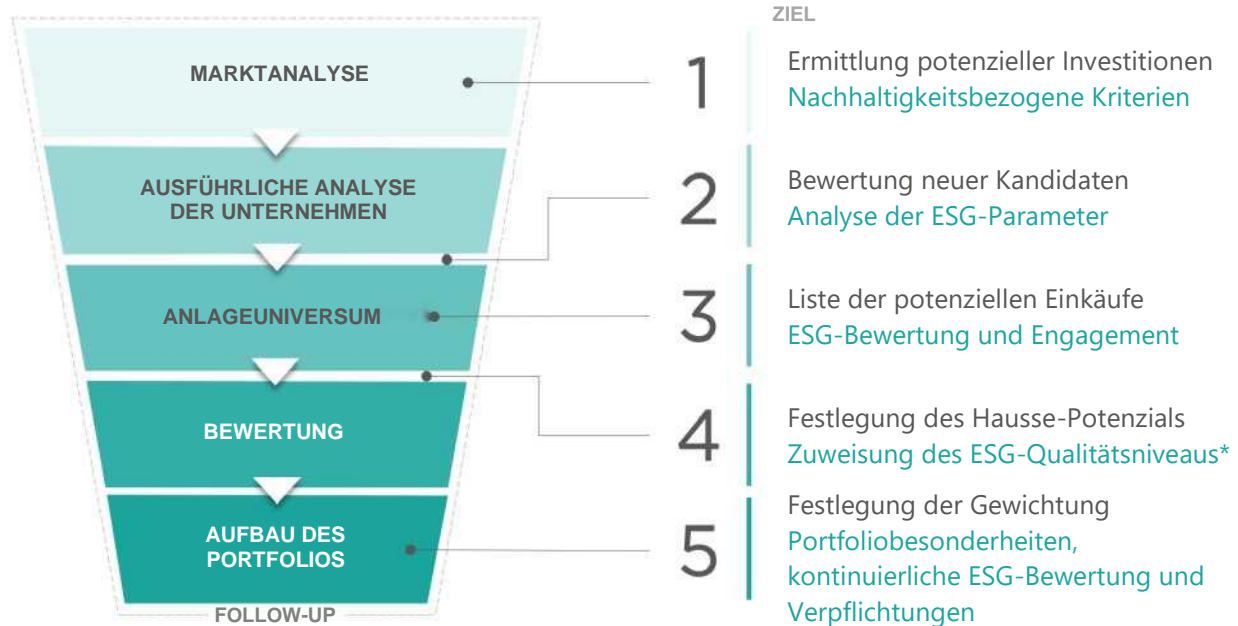 ZIEL
MARKTANALYSE
1
Ermittlung potenzieller Investitionen
Nachhaltigkeitsbezogene Kriterien
AUSFÜHRLICHE ANALYSE
DER UNTERNEHMEN
2
Bewertung neuer Kandidaten
Analyse der ESG-Parameter
ANLAGEUNIVERSUM
3
Liste der potenziellen Einkäufe
ESG-Bewertung und Engagement
BEWERTUNG
4
Festlegung des Hausse-Potenzials
Zuweisung des ESG-Qualitätsniveaus*
AUFBAU DES
PORTFOLIOS
5
Festlegung der Gewichtung
Portfoliobesonderheiten,
kontinuierliche ESG-Bewertung und
Verpflichtungen
FOLLOW-UP